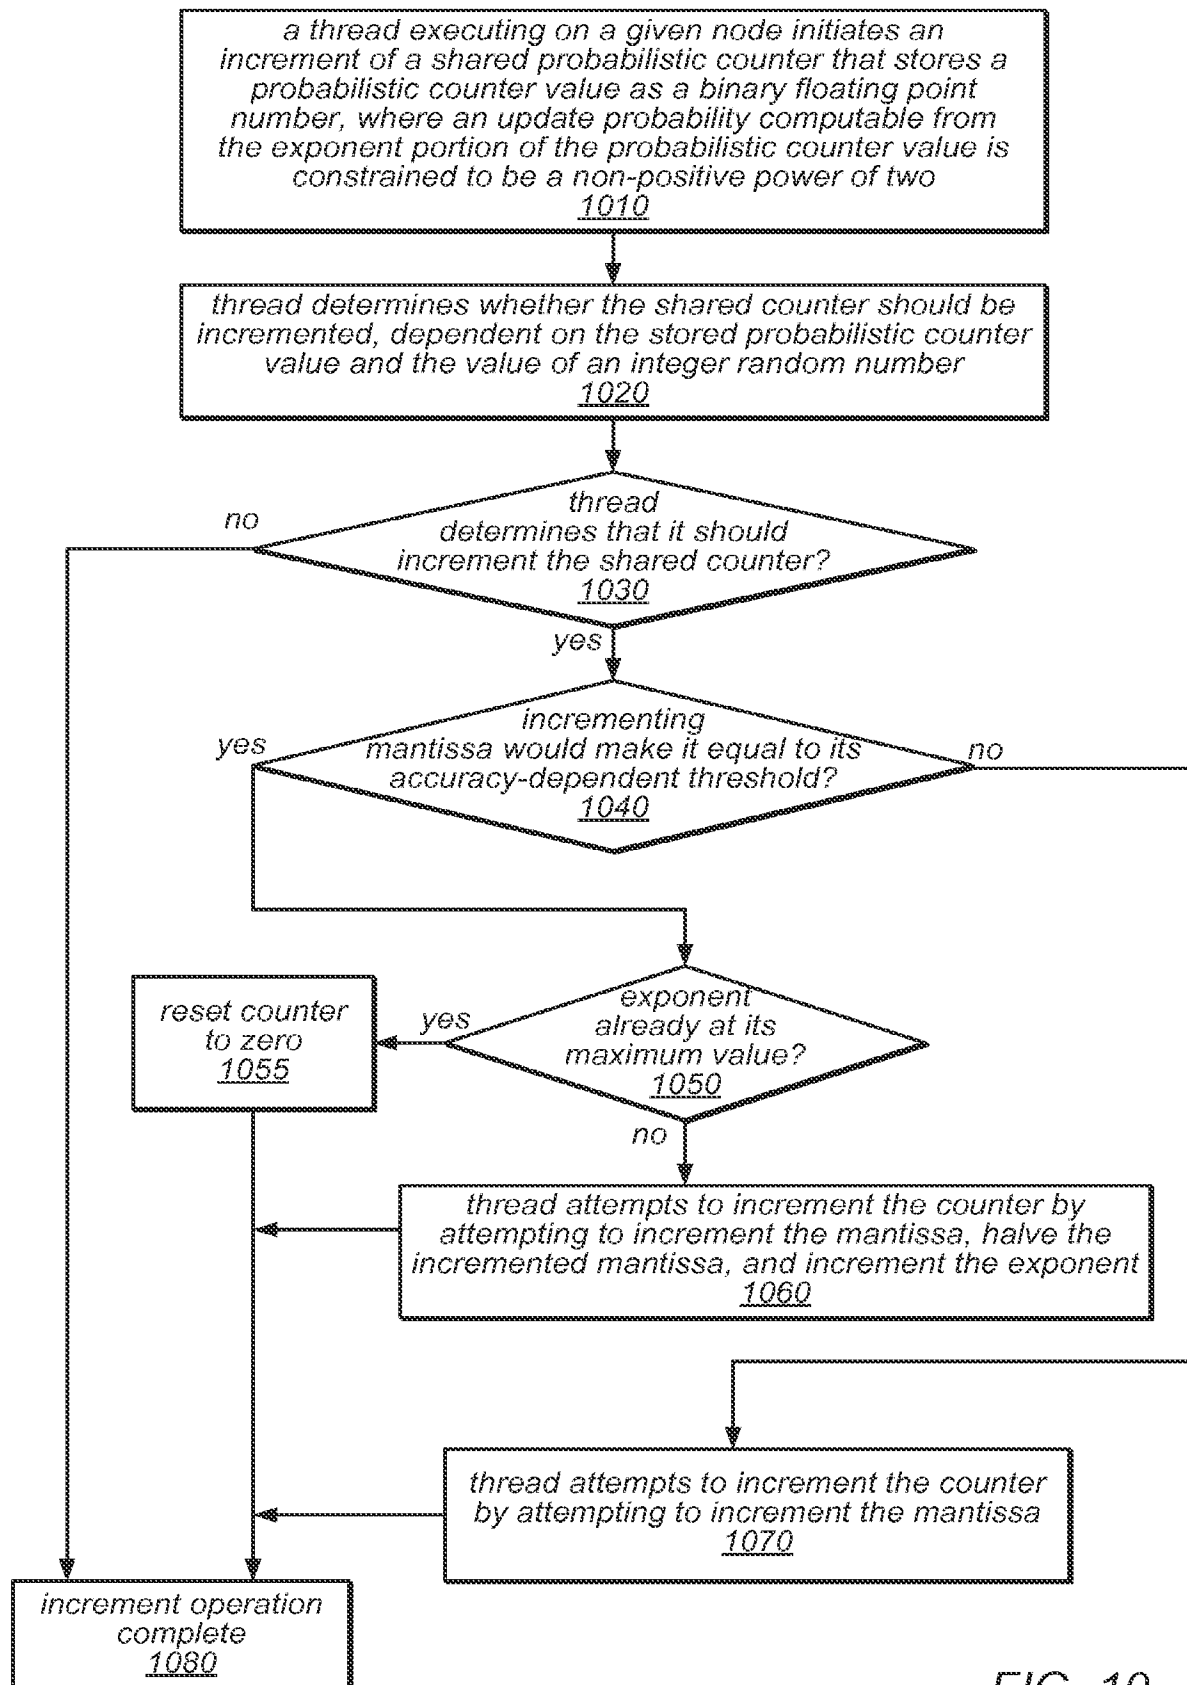 a thread executing on a given node initiates an
increment of a shared probabilistic counter that stores a
probabilistic counter value as a binary floating point
number, where an update probability computable from
the exponent portion of the probabilistic counter value is
constrained to be a non-positive power of two
1010
thread determines whether the shared counter should be
incremented, dependent on the stored probabilistic counter
value and the value of an integer random number
1020
no
thread
determines that it should
increment the shared counter?
1030
yes
yes
incrementing
mantissa would make it equal to its
accuracy-dependent threshold?
1040
no
reset counter
to zero
1055
yes
exponent
already at its
maximum value?
1050
no
thread attempts to increment the counter by
attempting to increment the mantissa, halve the
incremented mantissa, and increment the exponent
1060
thread attempts to increment the counter
by attempting to increment the mantissa
1070
increment operation
complete
1080
FIG. 10